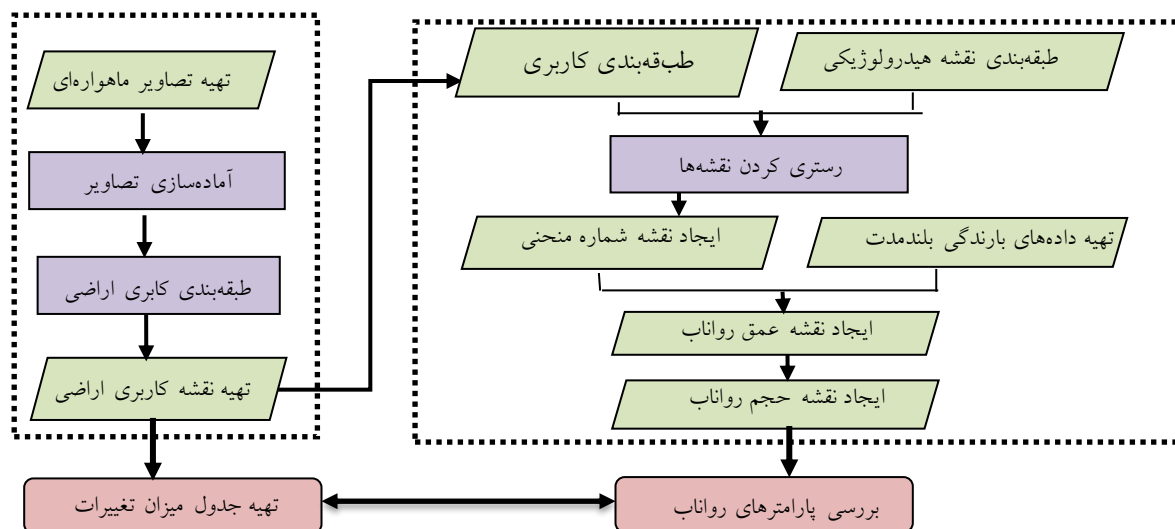 تهیه تصاویر ماهواره‌ای
آماده‌سازی تصاویر
طبقه‌بندی کابری اراضی
تهیه نقشه کاربری اراضی
تهیه جدول میزان تغییرات
طبقه‌بندی کاربری
طبقه‌بندی نقشه هیدرولوژیکی
رستری کردن نقشه‌ها
ایجاد نقشه شماره منحنی
تهیه داده‌های بارندگی بلندمدت
ایجاد نقشه عمق رواناب
ایجاد نقشه حجم رواناب
بررسی پارامترهای رواناب